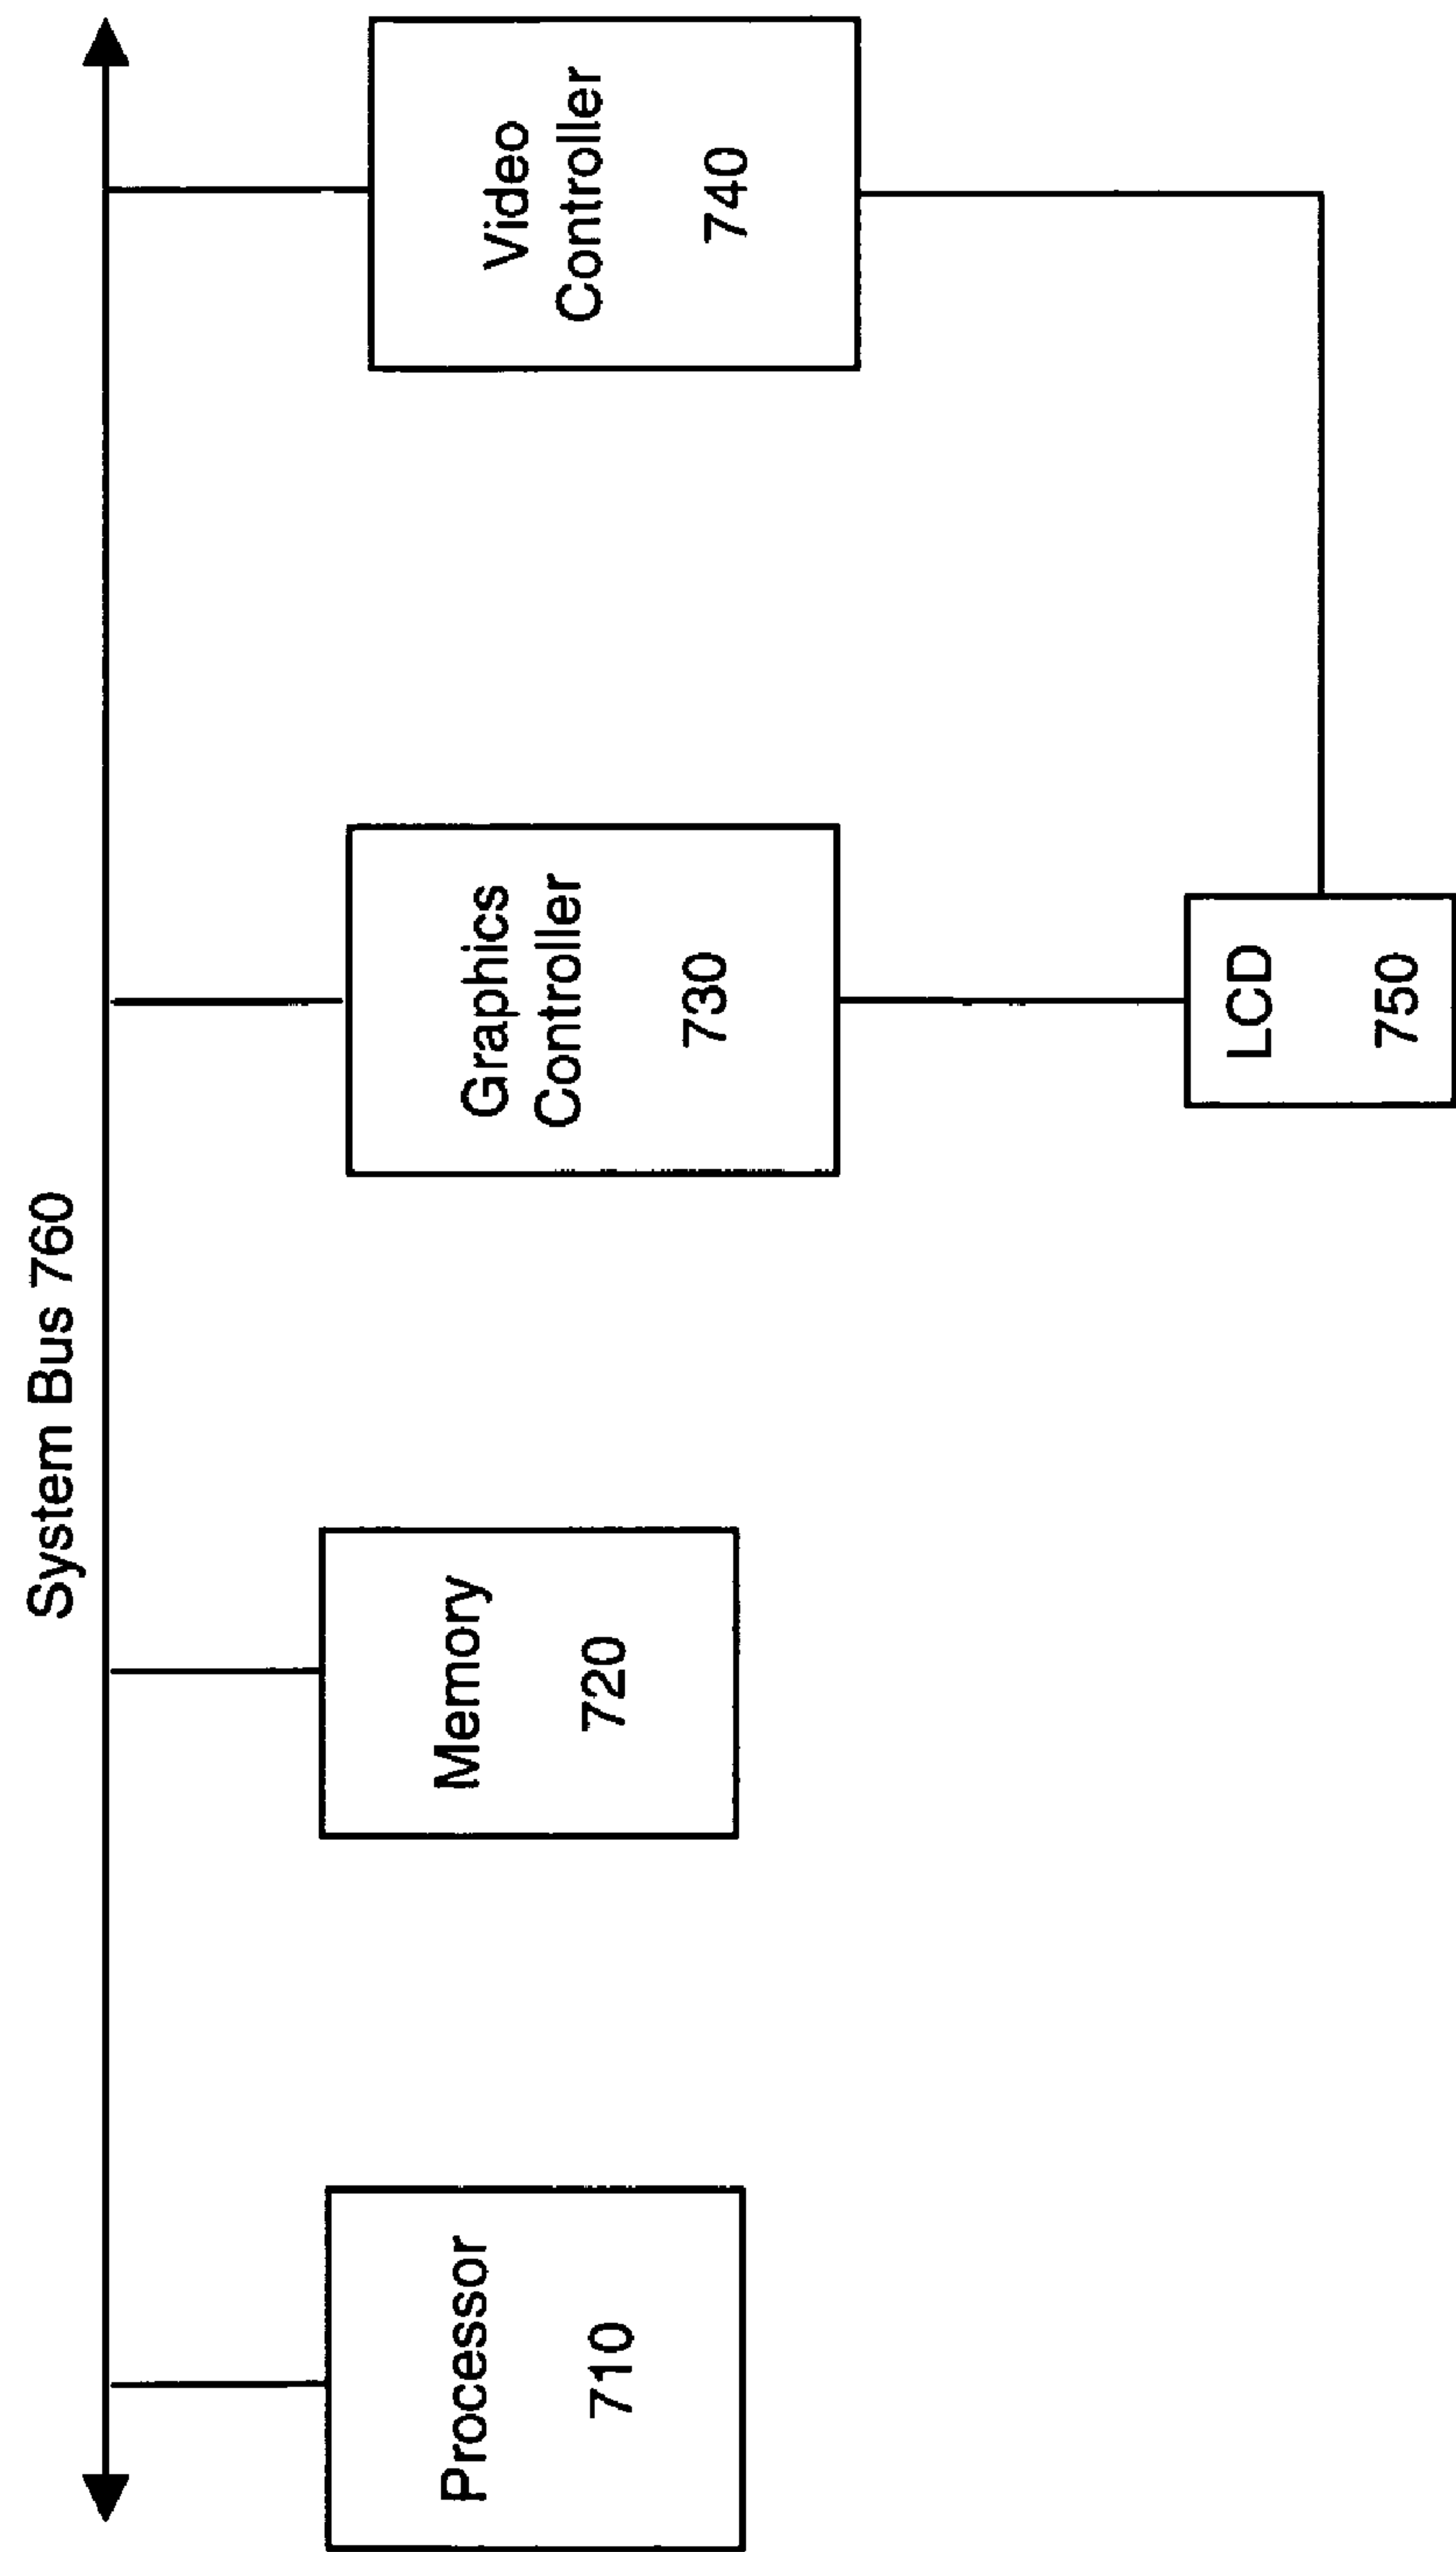 System Bus 760
Processor
710
Memory
720
Graphics
Controller
730
Video
Controller
740
LCD
750